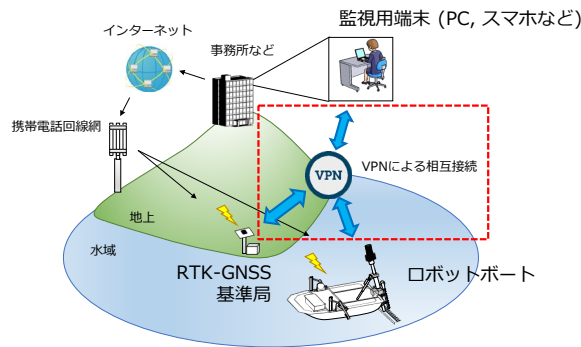 監視用端末 (PC, スマホなど)
インターネット
事務所など
携帯電話回線網
VPN
VPNによる相互接続
地上
水域
RTK-GNSS
基準局
ロボットボート